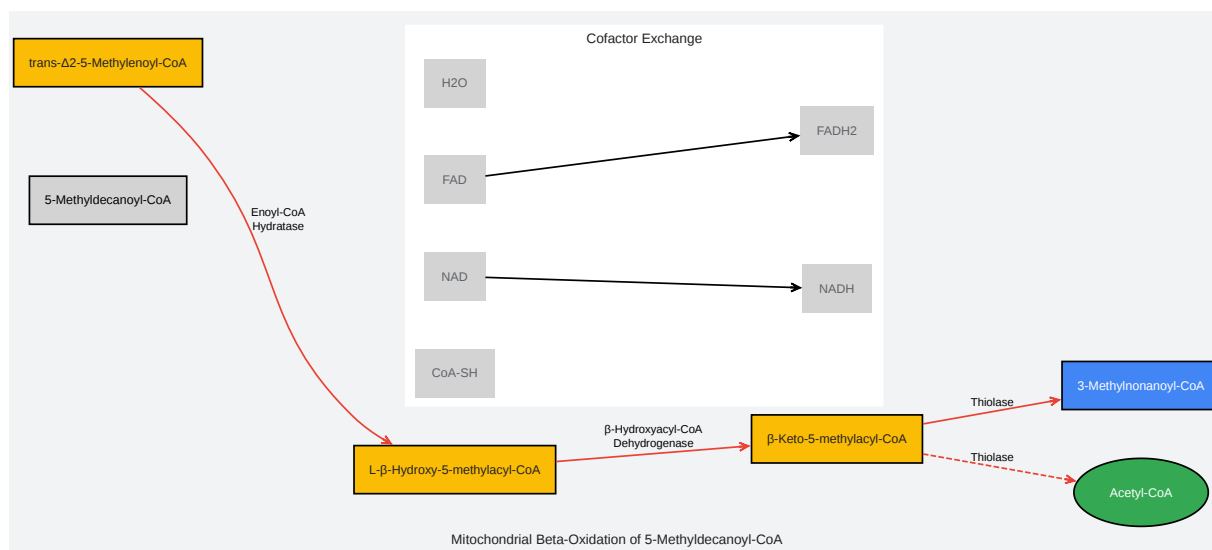 Cofactor Exchange
trans-Δ2-5-Methylenoyl-CoA
H2O
FADH2
FAD
5-Methyldecanoyl-CoA
Enoyl-CoA
Hydratase
NAD
NADH
CoA-SH
3-Methylnonanoyl-CoA
Thiolase
β-Hydroxyacyl-CoA
Dehydrogenase
β-Keto-5-methylacyl-CoA
Thiolase
L-β-Hydroxy-5-methylacyl-CoA
Acetyl-CoA
Mitochondrial Beta-Oxidation of 5-Methyldecanoyl-CoA